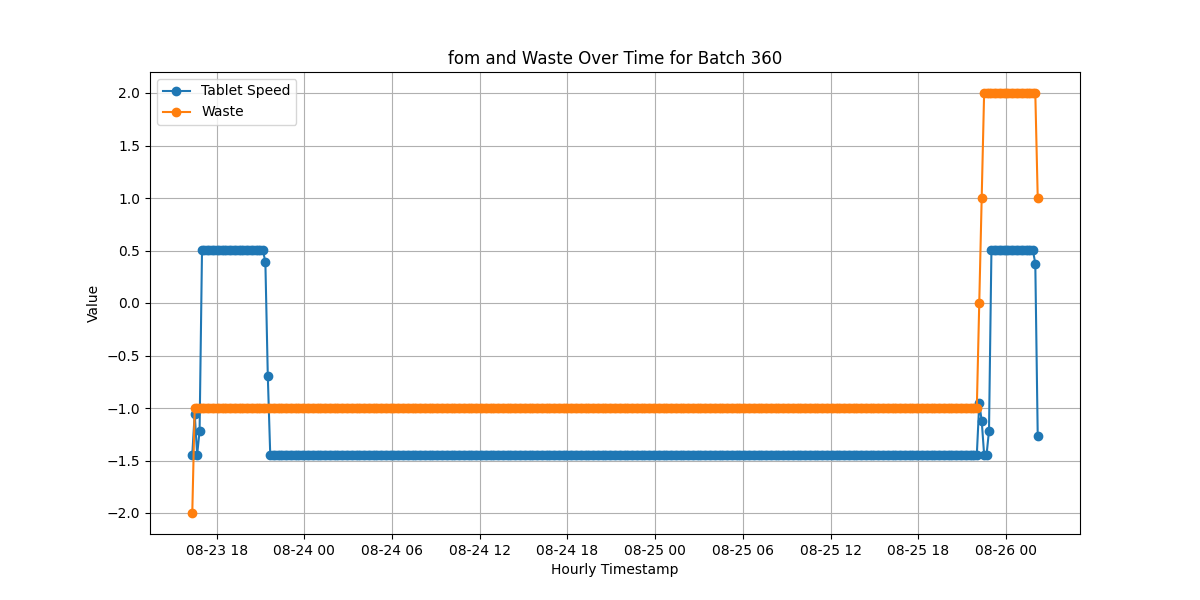 fom and Waste Over Time for Batch 360
Tablet Speed
Waste
Value
2.0
1.5
1.0
0.5
0.0
−0.5
−1.0
−1.5
−2.0
08-23 18 08-24 00 08-24 06 08-24 12 08-24 18 08-25 00 08-25 06 08-25 12 08-25 18 08-26 00
Hourly Timestamp